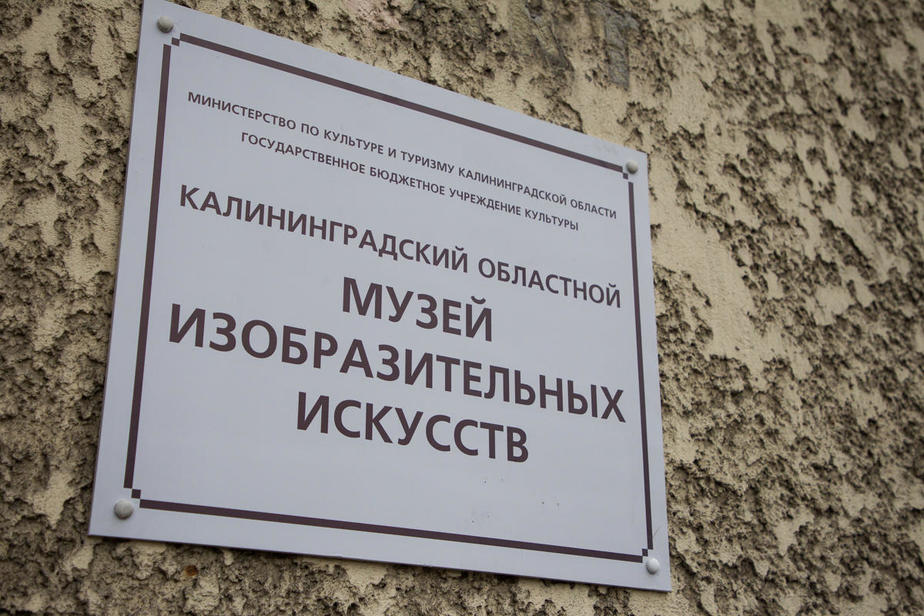 МИНИСТЕРСТВО ПО КУЛЬТУРЕ И ТУРИЗМУ КАЛИНИНГРАДСКОЙ ОБЛАСТИ
ГОСУДАРСТВЕННОЕ БЮДЖЕТНОЕ УЧРЕЖДЕНИЕ КУЛЬТУРЫ
КАЛИНИНГРАДСКИЙ ОБЛАСТНОЙ
МУЗЕЙ
ИЗОБРАЗИТЕЛЬНЫХ
ИСКУССТВ